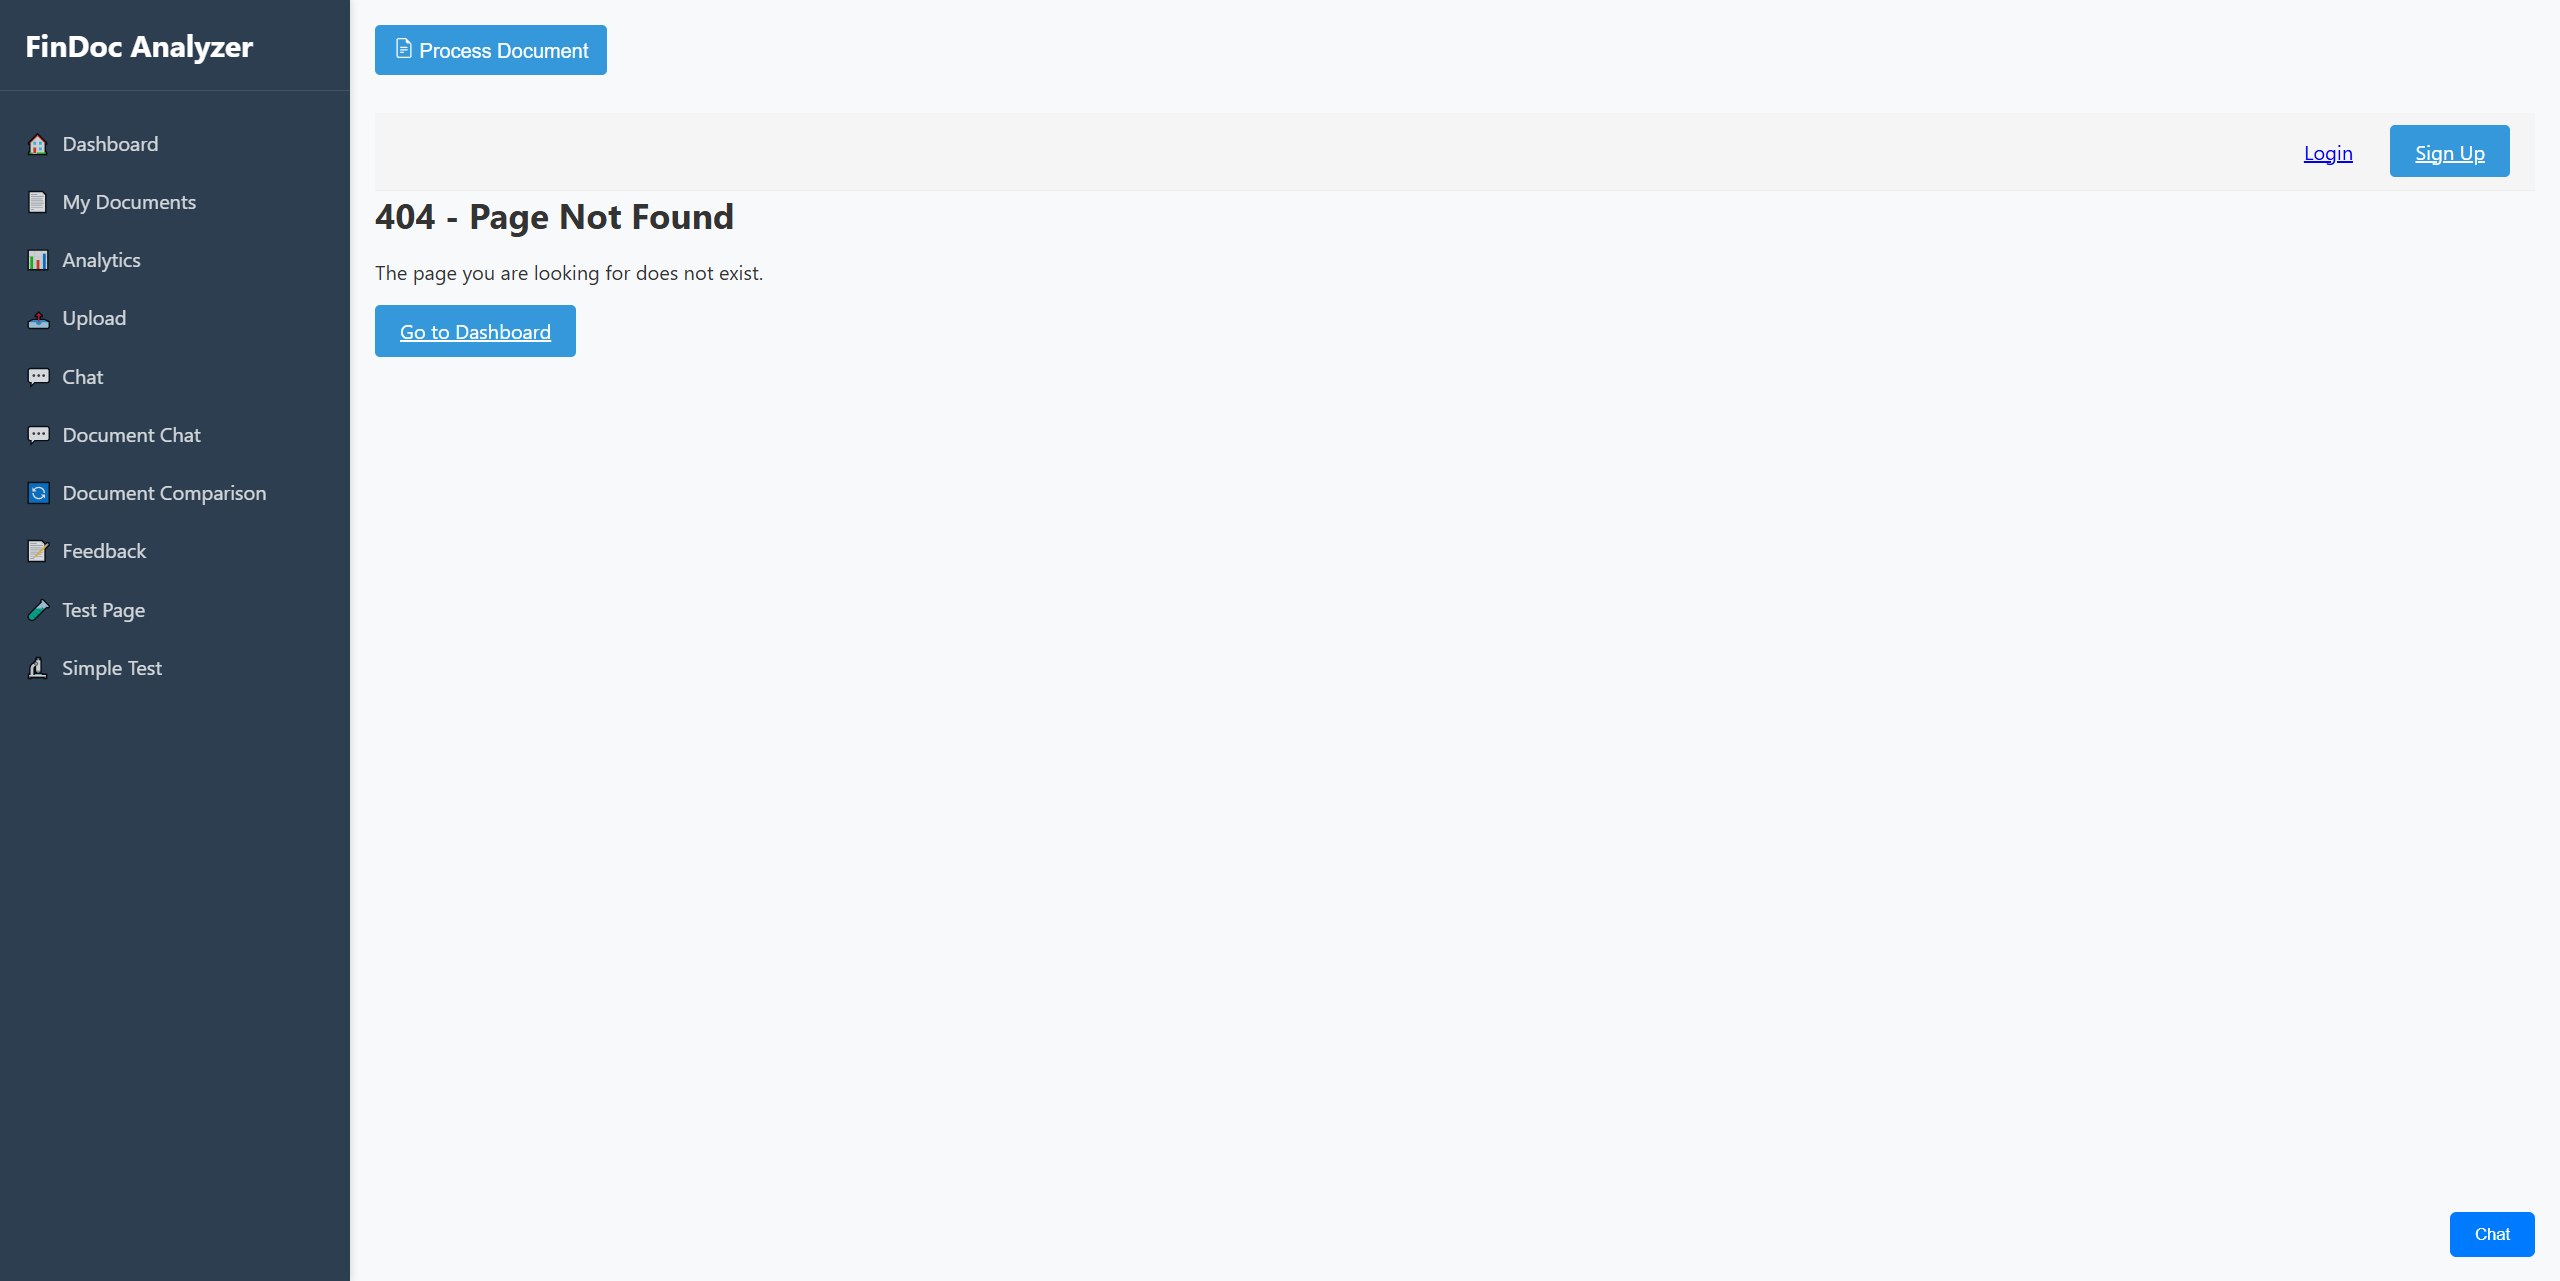 FinDoc Analyzer
Dashboard
My Documents
Analytics
Upload
Chat
Document Chat
Document Comparison
Feedback
Test Page
Simple Test
Process Document
Login
Sign Up
404 - Page Not Found
The page you are looking for does not exist.
Go to Dashboard
Chat